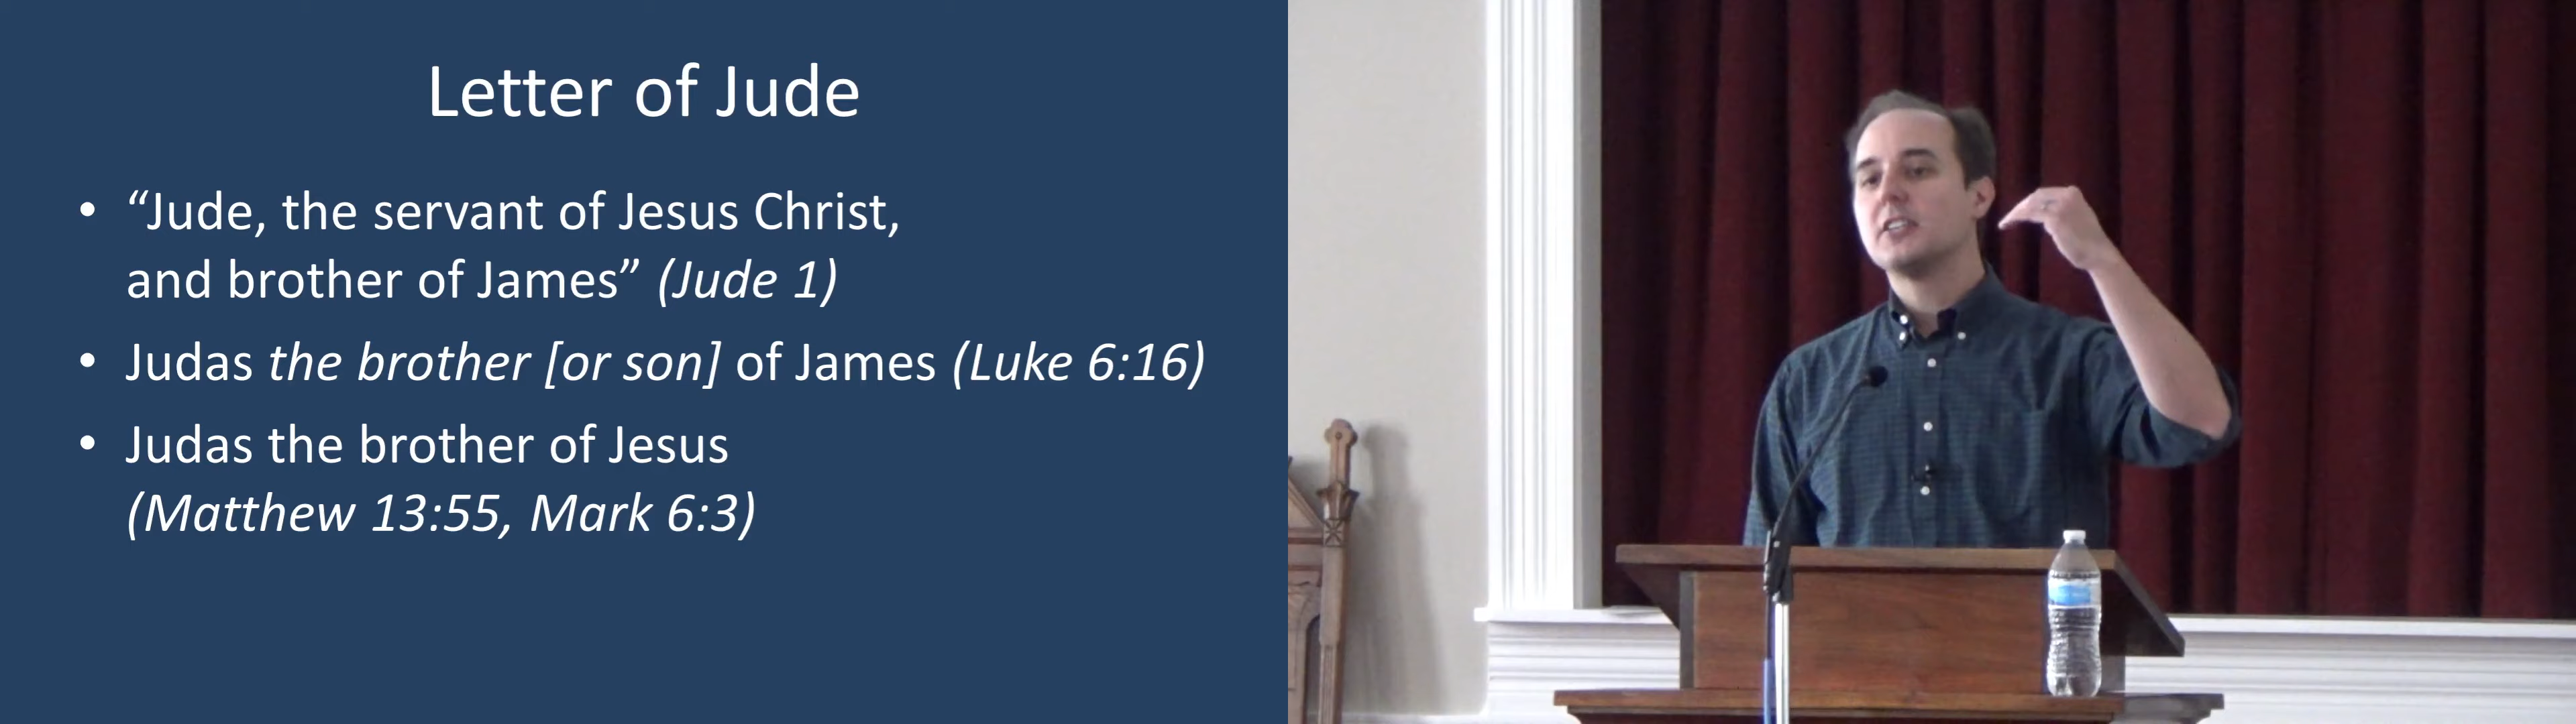 Letter of Jude
• “Jude, the servant of Jesus Christ,
and brother of James” (Jude 1)
• Judas the brother [or son] of James (Luke 6:16)
• Judas the brother of Jesus
(Matthew 13:55, Mark 6:3)